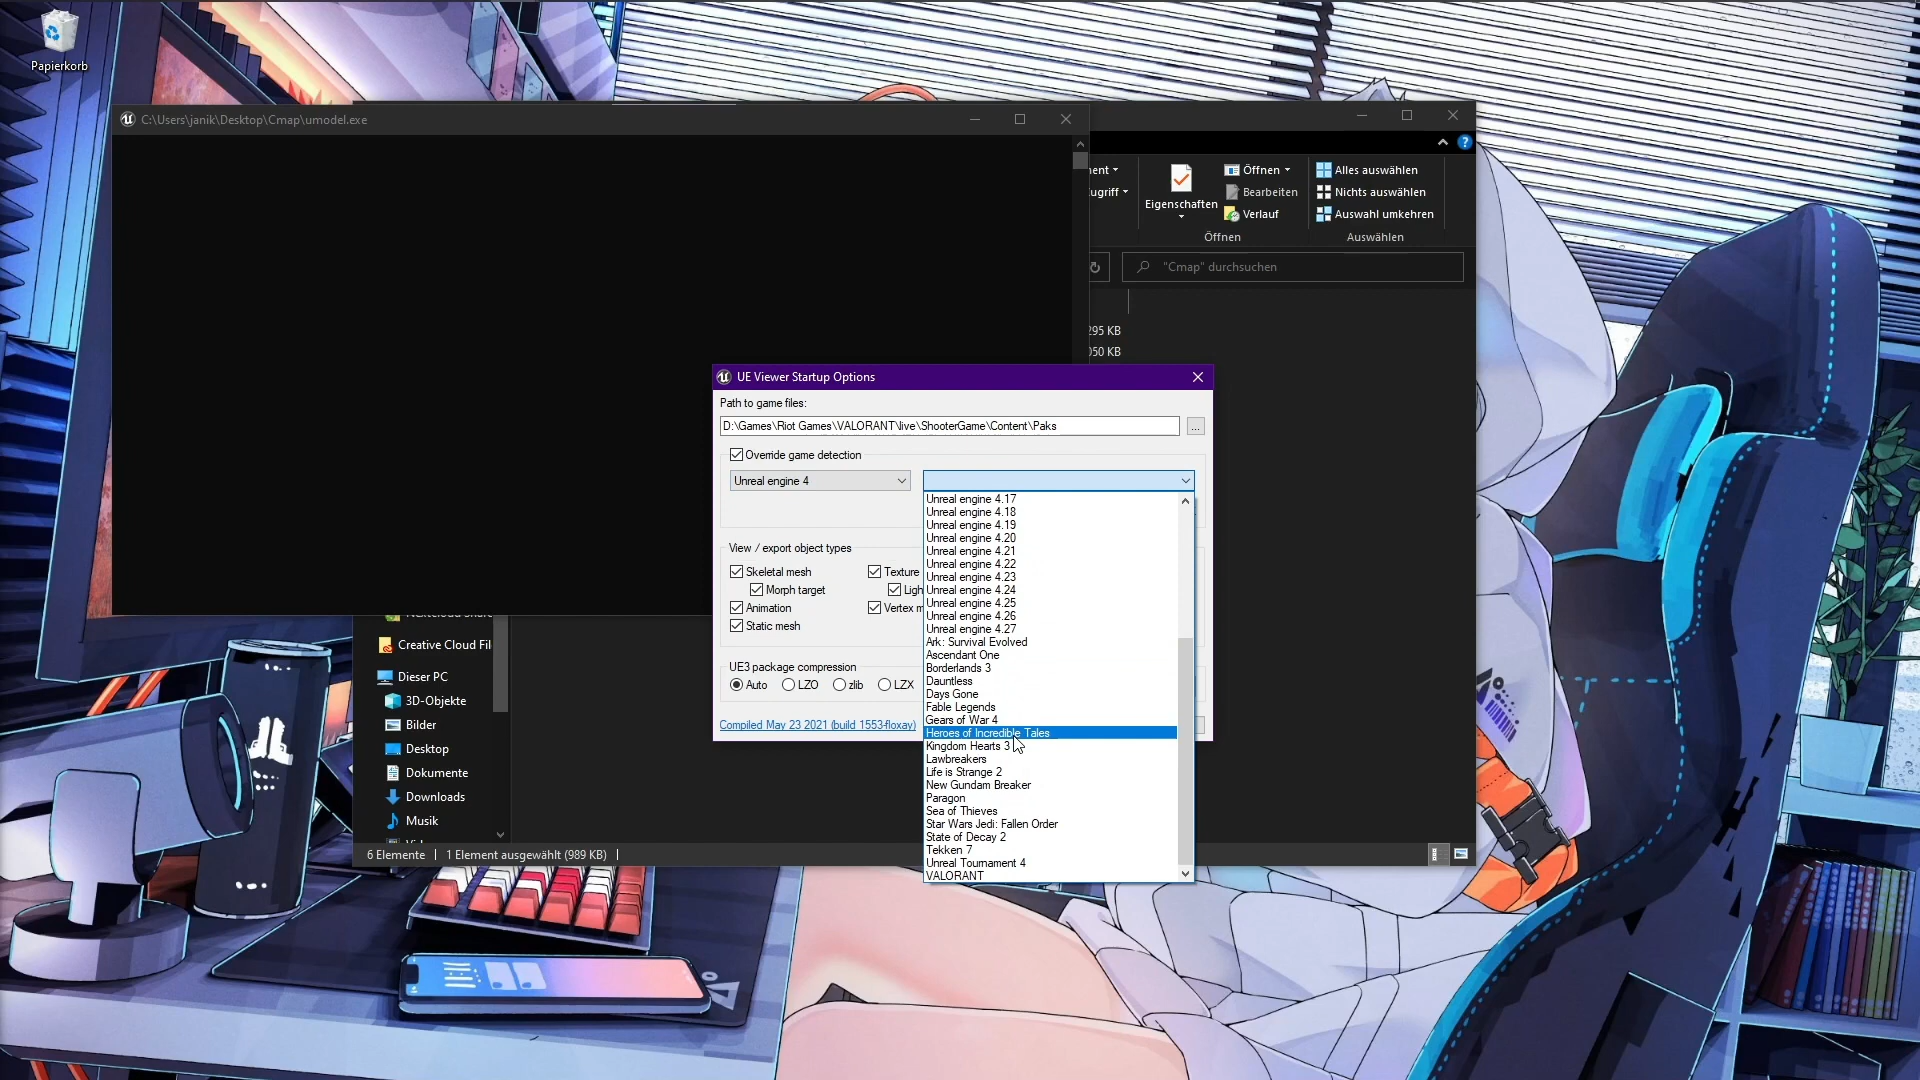 Papierkorb
C:\Users\janik\Desktop\Cmap\umodel.exe
Eigenschaften
Öffnen
Bearbeiten
Verlauf
Öffnen
Alles auswählen
Nichts auswählen
Auswahl umkehren
Auswählen
"Cmap" durchsuchen
295 KB
050 KB
UE Viewer Startup Options
Path to game files:
D:\Games\Riot Games\VALORANT\live\ShooterGame\Content\Paks
...
Override game detection
Unreal engine 4
Unreal engine 4.17
Unreal engine 4.18
Unreal engine 4.19
Unreal engine 4.20
Unreal engine 4.21
Unreal engine 4.22
Unreal engine 4.23
Unreal engine 4.24
Unreal engine 4.25
Unreal engine 4.26
Unreal engine 4.27
Ark: Survival Evolved
Ascendant One
Borderlands 3
Dauntless
Days Gone
Fable Legends
Gears of War 4
Heroes of Incredible Tales
Kingdom Hearts 3
Lawbreakers
Life is Strange 2
New Gundam Breaker
Paragon
Sea of Thieves
Star Wars Jedi: Fallen Order
State of Decay 2
Tekken 7
Unreal Tournament 4
VALORANT
View / export object types
Skeletal mesh
Texture
Morph target
Ligh
Animation
Vertex m
Static mesh
UE3 package compression
Auto LZO zlib LZX
Compiled May 23 2021 (build 1553-floxay)
Creative Cloud Fil
Dieser PC
3D-Objekte
Bilder
Desktop
Dokumente
Downloads
Musik
6 Elemente
1 Element ausgewählt (989 KB)